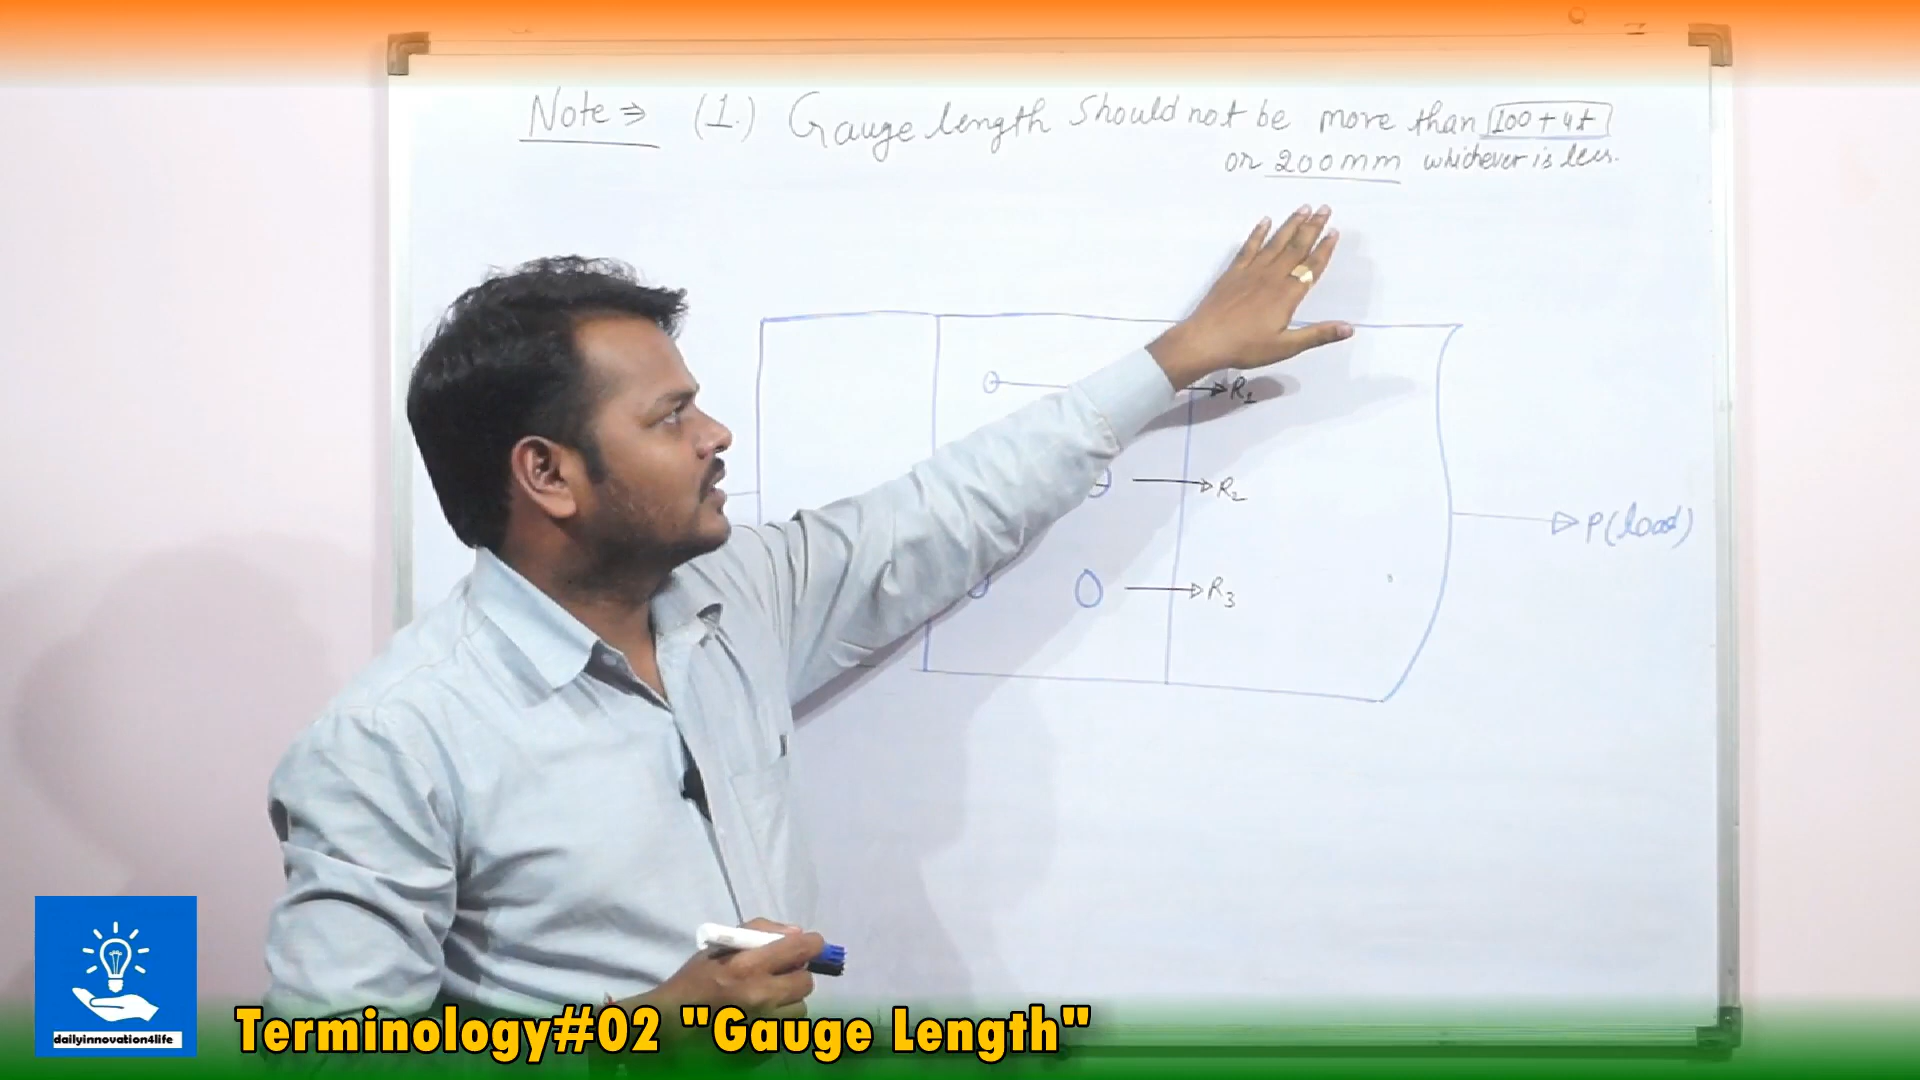 Note ⇒ (1.) Gauge length should not be more than 100+4t
or 200mm whichever is less.
R1
R2
P(load)
R3
dailyinnovation4life
Terminology#02 "Gauge Length"